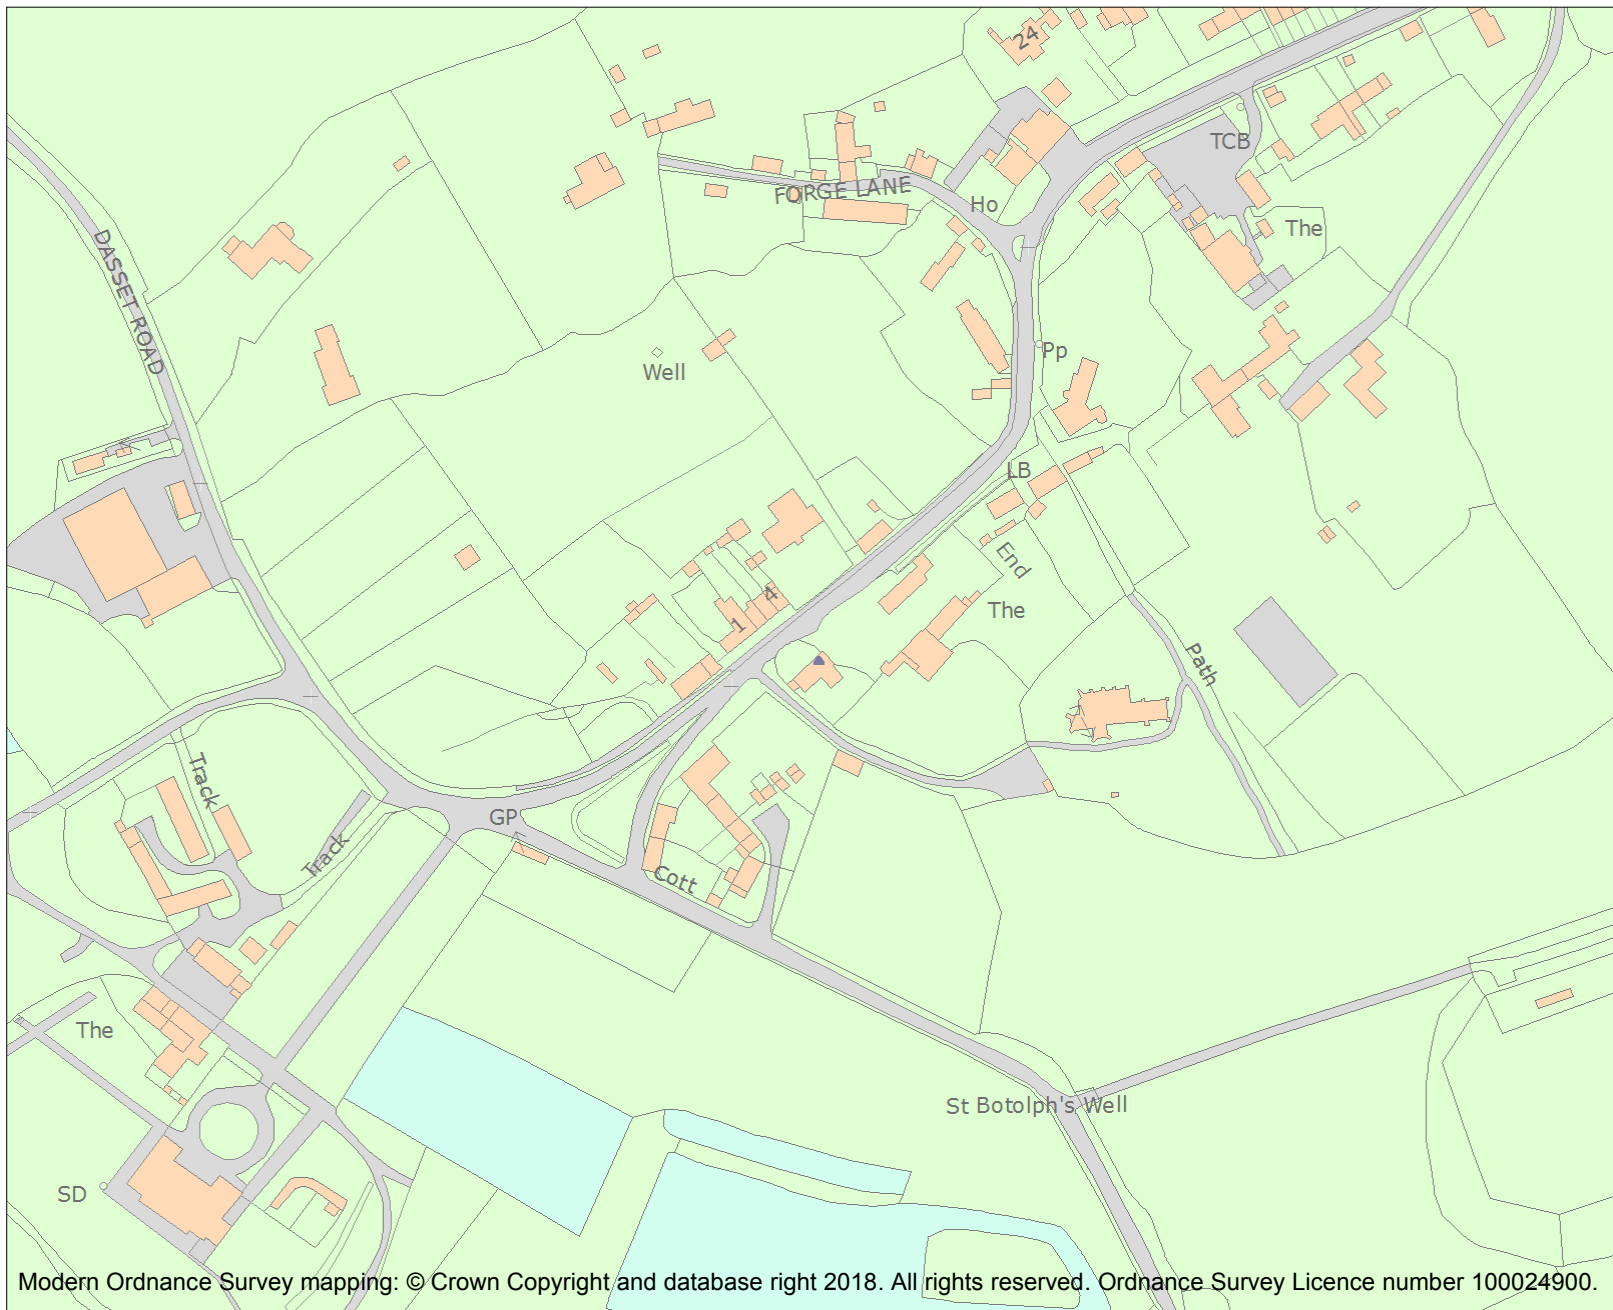 24
TCB
FORGE LANE
Ho
The
DASSET ROAD
Pp
Well
LB
End
4
1
The
Path
Track
GP
Track
Cott
The
St Botolph's Well
SD
Modern Ordnance Survey mapping: © Crown Copyright and database right 2018. All rights reserved. Ordnance Survey Licence number 100024900.